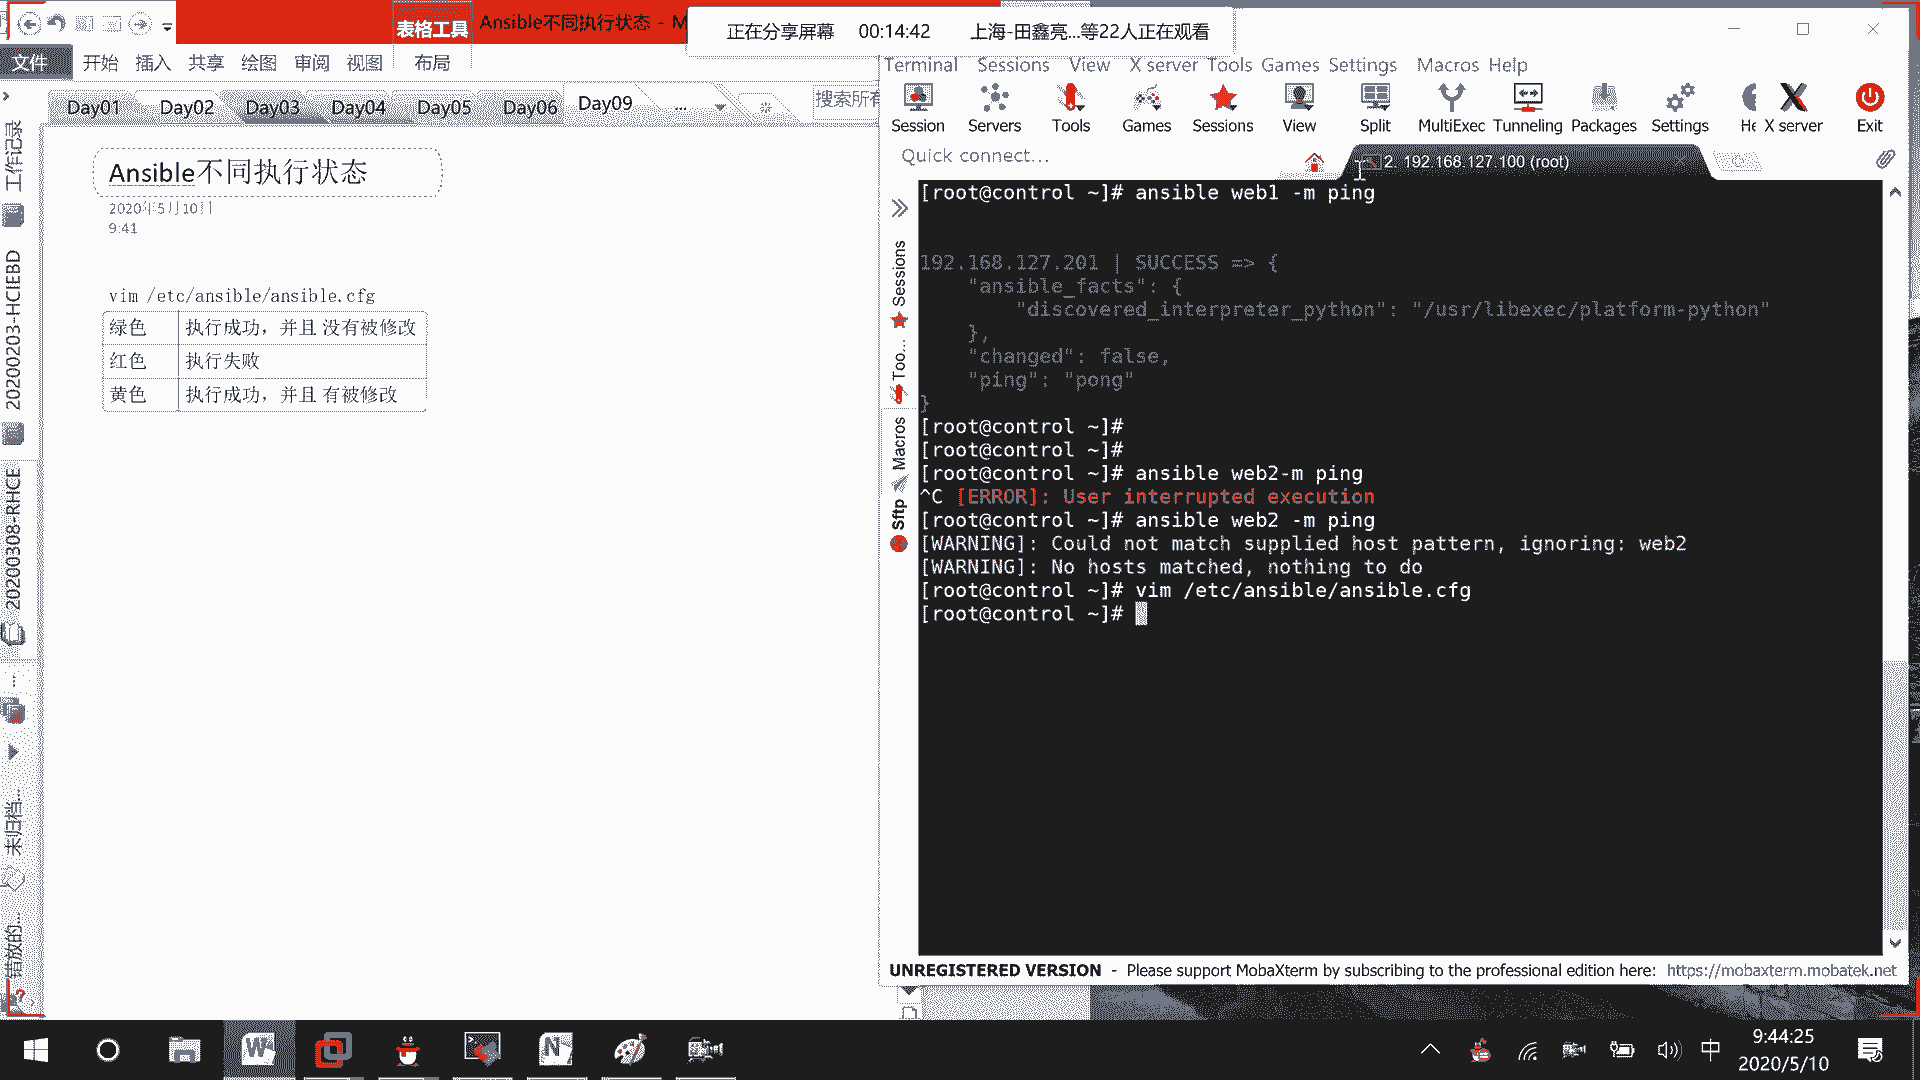 表格工具
Ansible不同执行状态 - M
正在分享屏幕 00:14:42 上海-田鑫亮...等22人正在观看
文件 开始 插入 共享 绘图 审阅 视图 布局
Day01 Day02 Day03 Day04 Day05 Day06 Day09 ...
搜索所有
工作记录
20200203-HCIEBD
20200308-RHCE
未归档...
错放的...
Ansible不同执行状态
2020年5月10日
9:41
vim /etc/ansible/ansible.cfg
绿色 执行成功，并且 没有被修改
红色 执行失败
黄色 执行成功，并且 有被修改
Terminal Sessions View X server Tools Games Settings Macros Help
Session Servers Tools Games Sessions View Split MultiExec Tunneling Packages Settings He X server Exit
Quick connect...
2. 192.168.127.100 (root)
Sessions
Too...
Macros
Sftp
[root@control ~]# ansible web1 -m ping
192.168.127.201 | SUCCESS => {
"ansible_facts": {
"discovered_interpreter_python": "/usr/libexec/platform-python"
},
"changed": false,
"ping": "pong"
}
[root@control ~]#
[root@control ~]#
[root@control ~]# ansible web2-m ping
^C [ERROR]: User interrupted execution
[root@control ~]# ansible web2 -m ping
[WARNING]: Could not match supplied host pattern, ignoring: web2
[WARNING]: No hosts matched, nothing to do
[root@control ~]# vim /etc/ansible/ansible.cfg
[root@control ~]#
UNREGISTERED VERSION - Please support MobaXterm by subscribing to the professional edition here: https://mobaxterm.mobatek.net
中
9:44:25
2020/5/10